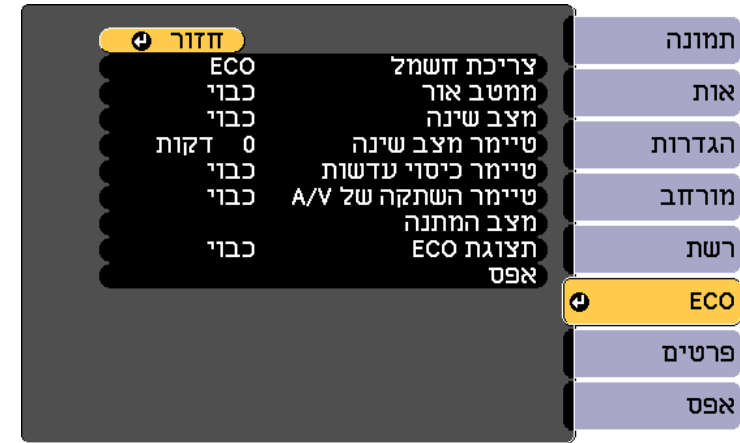 תמונה
אות
הגדרות
מורחב
רשת
ECO
פרטים
אפס
חזור
צריכת חשמל ECO
ממטב אור כבוי
מצב שינה כבוי
טיימר מצב שינה 0 דקות
טיימר כיסוי עדשות כבוי
טיימר השתקה של A/V כבוי
מצב המתנה
תצוגת ECO כבוי
אפס